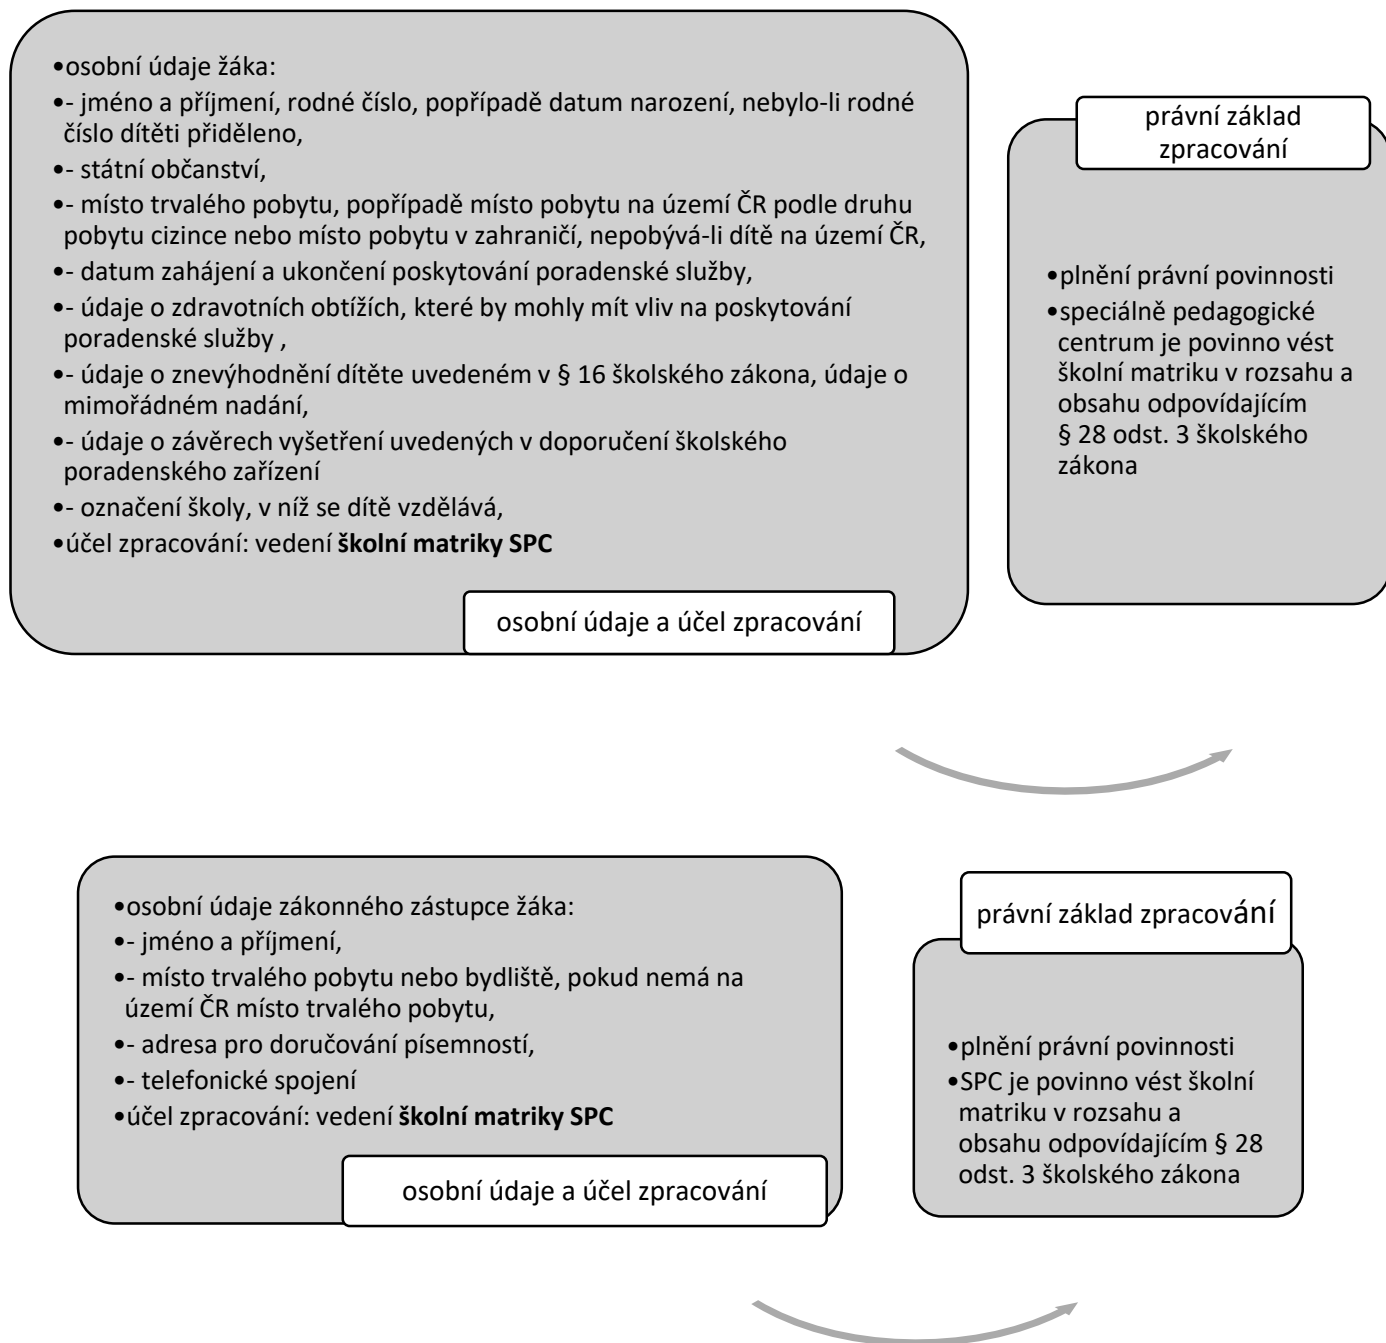 •osobní údaje žáka:
•- jméno a příjmení, rodné číslo, popřípadě datum narození, nebylo-li rodné
číslo dítěti přiděleno,
•- státní občanství,
•- místo trvalého pobytu, popřípadě místo pobytu na území ČR podle druhu
pobytu cizince nebo místo pobytu v zahraničí, nepobývá-li dítě na území ČR,
•- datum zahájení a ukončení poskytování poradenské služby,
•- údaje o zdravotních obtížích, které by mohly mít vliv na poskytování
poradenské služby ,
•- údaje o znevýhodnění dítěte uvedeném v § 16 školského zákona, údaje o
mimořádném nadání,
•- údaje o závěrech vyšetření uvedených v doporučení školského
poradenského zařízení
•- označení školy, v níž se dítě vzdělává,
•účel zpracování: vedení školní matriky SPC
osobní údaje a účel zpracování
právní základ
zpracování
•plnění právní povinnosti
•speciálně pedagogické
centrum je povinno vést
školní matriku v rozsahu a
obsahu odpovídajícím
§ 28 odst. 3 školského
zákona
•osobní údaje zákonného zástupce žáka:
•- jméno a příjmení,
•- místo trvalého pobytu nebo bydliště, pokud nemá na
území ČR místo trvalého pobytu,
•- adresa pro doručování písemností,
•- telefonické spojení
•účel zpracování: vedení školní matriky SPC
osobní údaje a účel zpracování
právní základ zpracování
•plnění právní povinnosti
•SPC je povinno vést školní
matriku v rozsahu a
obsahu odpovídajícím § 28
odst. 3 školského zákona